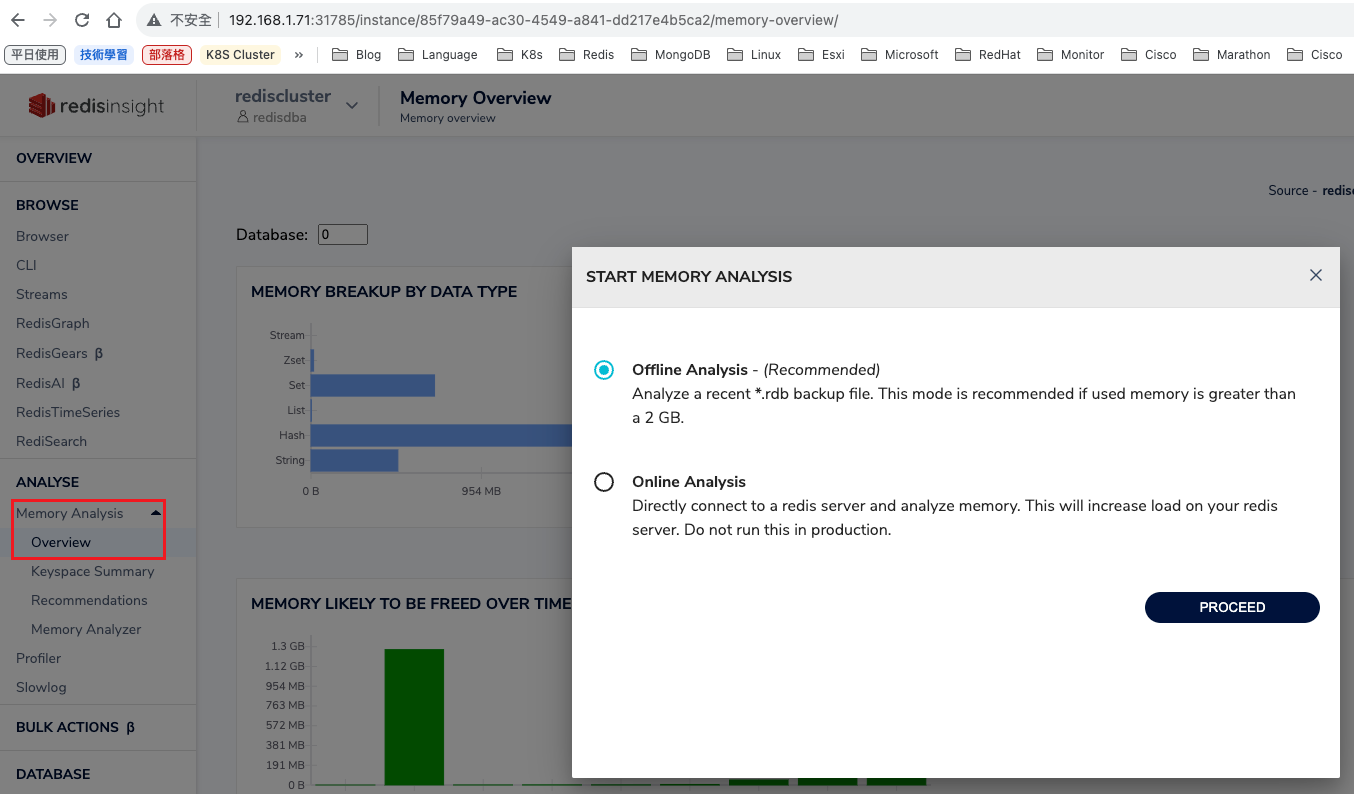 不安全 192.168.1.71:31785/instance/85f79a49-ac30-4549-a841-dd217e4b5ca2/memory-overview/
平日使用 技術學習 部落格 K8S Cluster » Blog Language K8s Redis MongoDB Linux Esxi Microsoft RedHat Monitor Cisco Marathon Cisco
redisinsight
rediscluster
redisdba
Memory Overview
Memory overview
OVERVIEW
BROWSE
Browser
CLI
Streams
RedisGraph
RedisGears β
RedisAI β
RedisTimeSeries
RediSearch
ANALYSE
Memory Analysis
Overview
Keyspace Summary
Recommendations
Memory Analyzer
Profiler
Slowlog
BULK ACTIONS β
DATABASE
Source - redisc
Database: 0
MEMORY BREAKUP BY DATA TYPE
Stream
Zset
Set
List
Hash
String
0 B 954 MB
MEMORY LIKELY TO BE FREED OVER TIME
1.3 GB
1.12 GB
954 MB
763 MB
572 MB
381 MB
191 MB
0 B
START MEMORY ANALYSIS
Offline Analysis - (Recommended)
Analyze a recent *.rdb backup file. This mode is recommended if used memory is greater than
a 2 GB.
Online Analysis
Directly connect to a redis server and analyze memory. This will increase load on your redis
server. Do not run this in production.
PROCEED